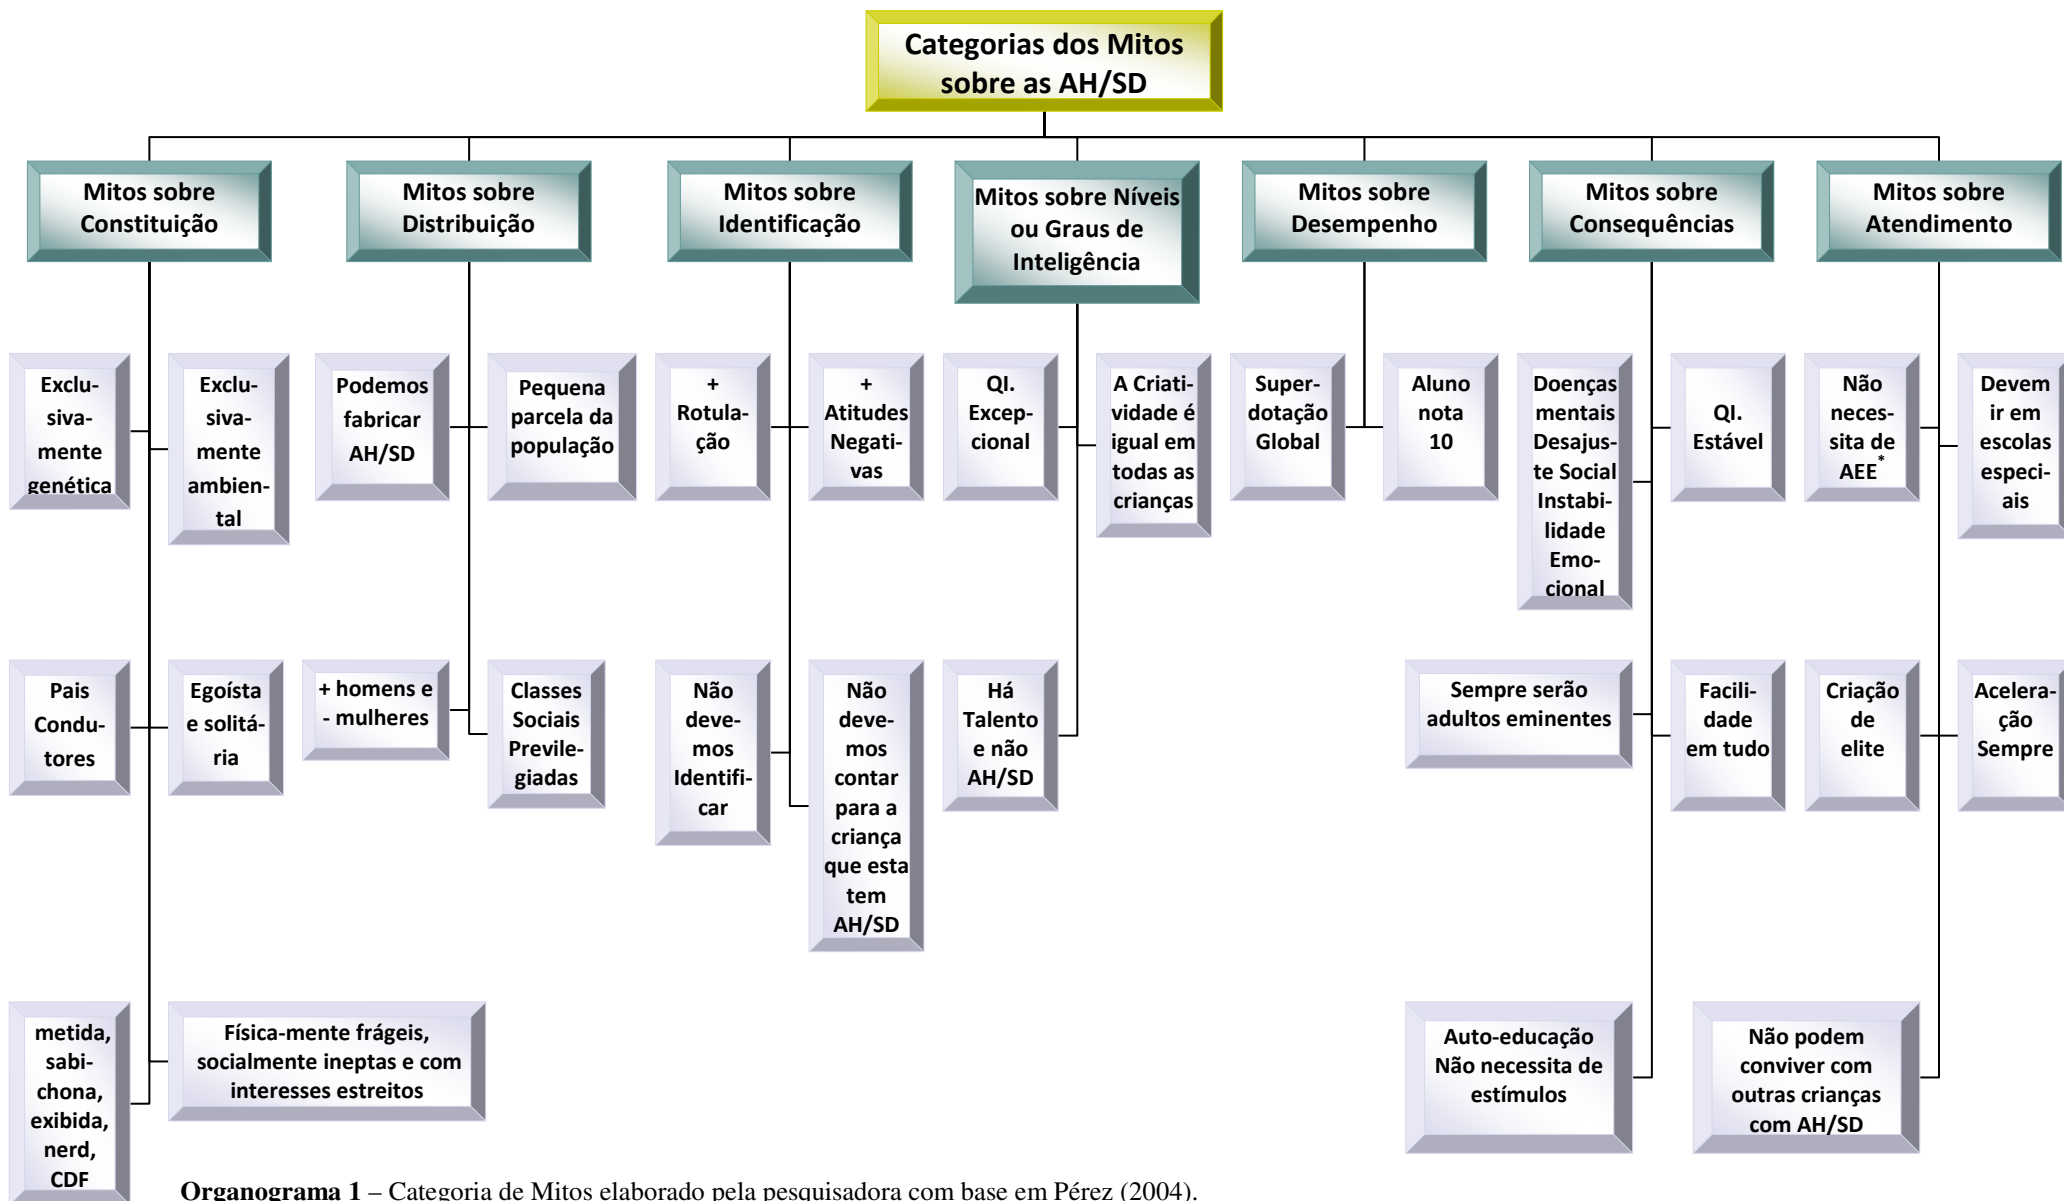 Categorias dos Mitos
sobre as AH/SD
Mitos sobre
Constituição
Mitos sobre
Distribuição
Mitos sobre
Identificação
Mitos sobre Níveis
ou Graus de
Inteligência
Mitos sobre
Desempenho
Mitos sobre
Consequências
Mitos sobre
Atendimento
Exclu-
siva-
mente
genética
Exclu-
siva-
mente
ambien-
tal
Podemos
fabricar
AH/SD
Pequena
parcela da
população
+
Rotula-
ção
+
Atitudes
Negati-
vas
QI.
Excep-
cional
A Criati-
vidade é
igual em
todas as
crianças
Super-
dotação
Global
Aluno
nota
10
Doenças
mentais
Desajus-
te Social
Instabi-
lidade
Emo-
cional
QI.
Estável
Não
neces-
sita de
AEE*
Devem
ir em
escolas
especi-
ais
Pais
Condu-
tores
Egoísta
e solitá-
ria
+ homens e
- mulheres
Classes
Sociais
Previle-
giadas
Não
deve-
mos
Identifi-
car
Não
deve-
mos
contar
para a
criança
que esta
tem
AH/SD
Há
Talento
e não
AH/SD
Sempre serão
adultos eminentes
Facili-
dade
em tudo
Criação
de
elite
Acelera-
ção
Sempre
metida,
sabi-
chona,
exibida,
nerd,
CDF
Física-mente frágeis,
socialmente ineptas e com
interesses estreitos
Auto-educação
Não necessita de
estímulos
Não podem
conviver com
outras crianças
com AH/SD
Organograma 1 – Categoria de Mitos elaborado pela pesquisadora com base em Pérez (2004).